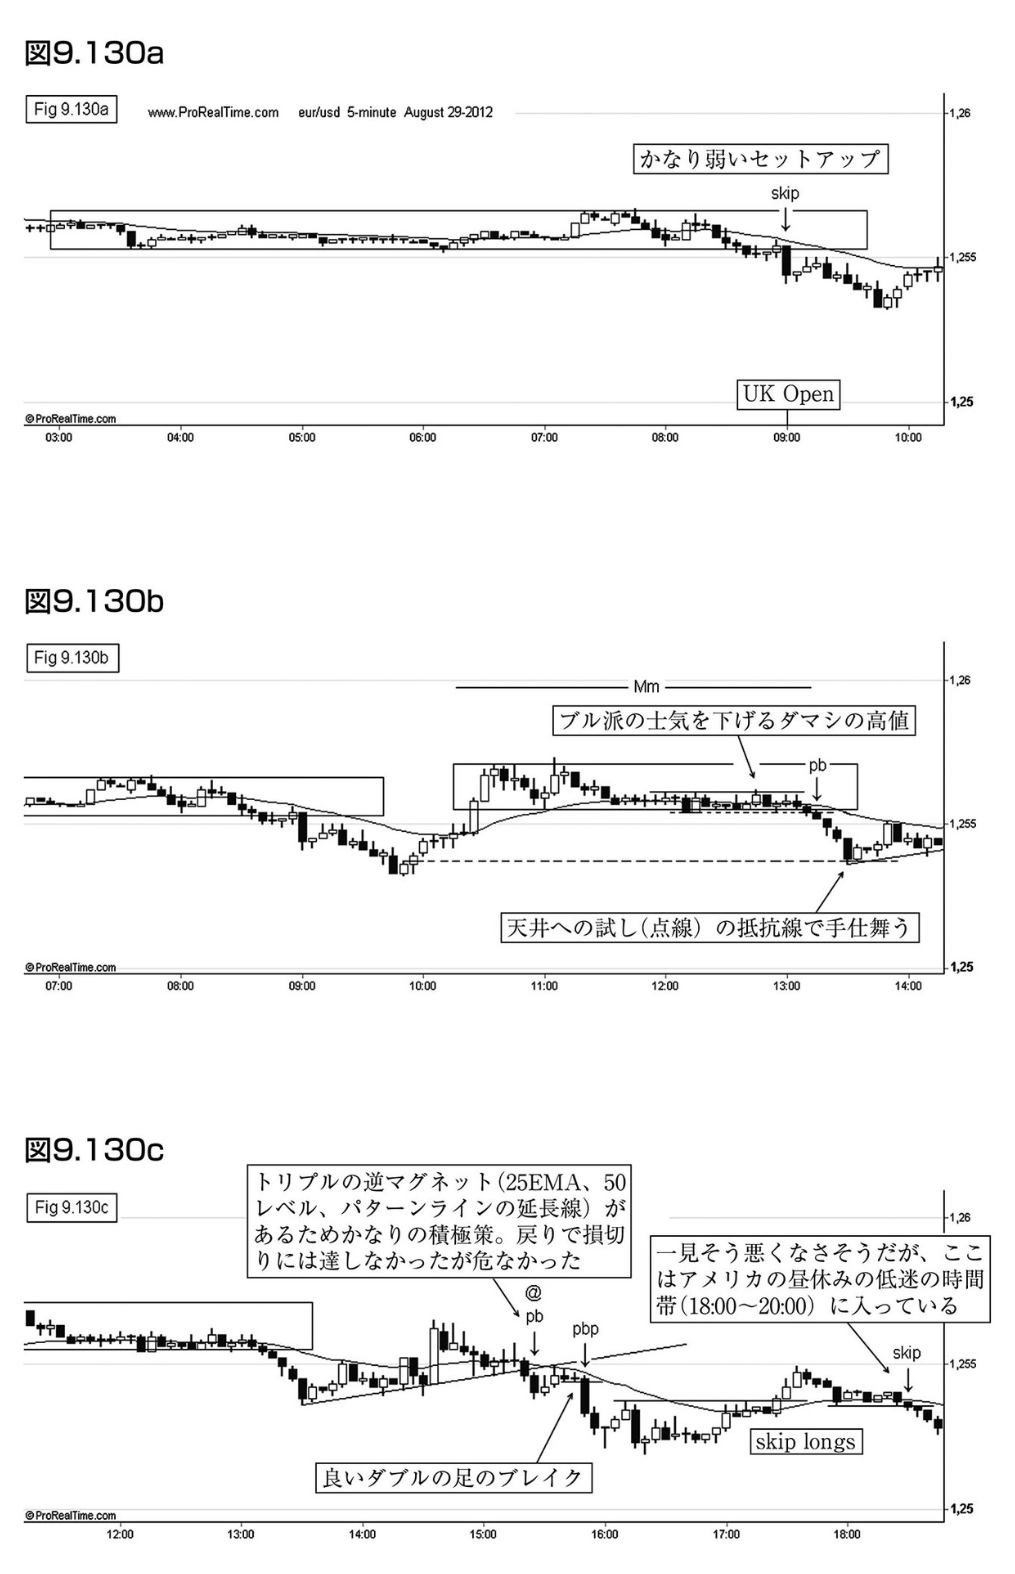 図9.130a
Fig 9.130a
www.ProRealTime.com eur/usd 5-minute August 29-2012
1,26
かなり弱いセットアップ
skip
1,255
UK Open
1,25
©ProRealTime.com
03:00 04:00 05:00 06:00 07:00 08:00 09:00 10:00
図9.130b
Fig 9.130b
1,26
Mm
ブル派の士気を下げるダマシの高値
pb
1,255
天井への試し(点線)の抵抗線で手仕舞う
1,25
©ProRealTime.com
07:00 08:00 09:00 10:00 11:00 12:00 13:00 14:00
図9.130c
トリプルの逆マグネット(25EMA、50
レベル、パターンラインの延長線)が
あるためかなりの積極策。戻りで損切
りには達しなかったが危なかった
Fig 9.130c
1,26
一見そう悪くなさそうだが、ここ
はアメリカの昼休みの低迷の時間
帯(18:00〜20:00)に入っている
@
pb
pbp
skip
1,255
skip longs
良いダブルの足のブレイク
1,25
©ProRealTime.com
12:00 13:00 14:00 15:00 16:00 17:00 18:00